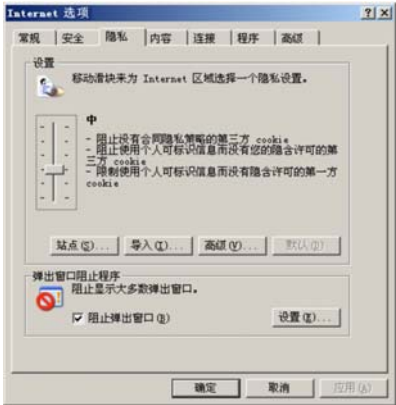 Internet 选项
常规 安全 隐私 内容 连接 程序 高级
设置
移动滑块来为 Internet 区域选择一个隐私设置。
中
- 阻止没有合同隐私策略的第三方 cookie
- 阻止使用个人可标识信息而没有您的隐含许可的第
三方 cookie
- 限制使用个人可标识信息而没有隐含许可的第一方
cookie
站点(S)... 导入(I)... 高级(V)... 默认(D)
弹出窗口阻止程序
阻止显示大多数弹出窗口。
阻止弹出窗口(B) 设置(E)...
确定 取消 应用(A)